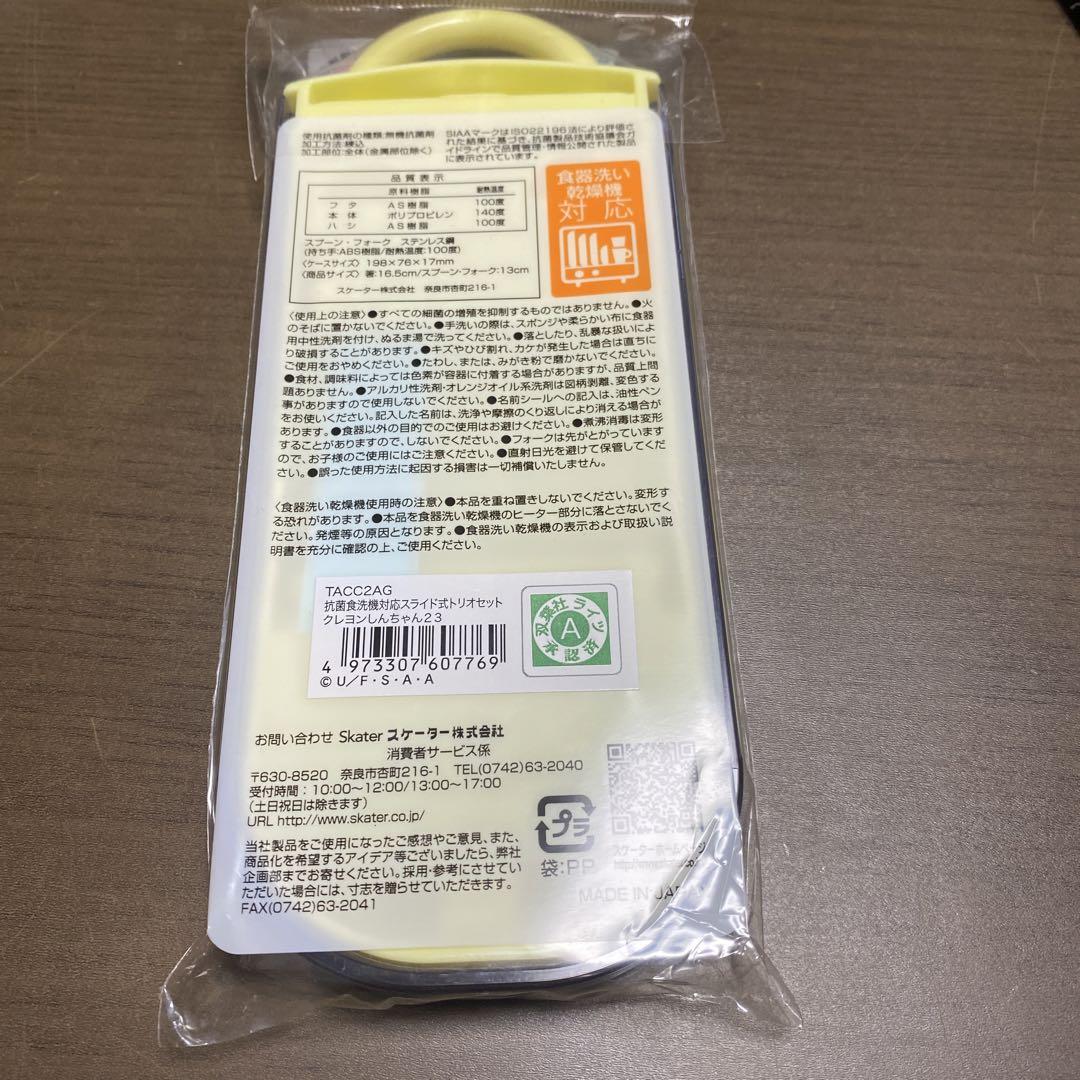 使用抗菌剤の種類:無機抗菌剤
加工方法:練込
加工部位:全体(金属部位除く)
SIAAマークはISO22196法により評価さ
れた結果に基づき、抗菌製品技術協議会ガ
イドラインで品質管理・情報公開された製品
に表示されています。
品質表示
原料樹脂 耐熱温度
フタ AS樹脂 100度
本体 ポリプロピレン 140度
ハシ AS樹脂 100度
スプーン・フォーク ステンレス鋼
(持ち手:ABS樹脂/耐熱温度:100度)
〈ケースサイズ〉198×76×17mm
〈商品サイズ〉箸:16.5cm/スプーン・フォーク:13cm
スケーター株式会社 奈良市杏町216-1
食器洗い
乾燥機
対応
〈使用上の注意〉●すべての細菌の増殖を抑制するものではありません。●火
のそばに置かないでください。●手洗いの際は、スポンジや柔らかい布に食器
用中性洗剤を付け、ぬるま湯で洗ってください。●落としたり、乱暴な扱いによ
り破損することがあります。●キズやひび割れ、カケが発生した場合は直ちに
ご使用をおやめください。●たわし、または、みがき粉で磨かないでください。
●食材、調味料によっては色素が容器に付着する場合がありますが、品質上問
題ありません。●アルカリ性洗剤・オレンジオイル系洗剤は図柄剥離、変色する
事がありますので使用しないでください。●名前シールへの記入は、油性ペン
をお使いください。記入した名前は、洗浄や摩擦のくり返しにより消える場合が
あります。●食器以外の目的でのご使用はお避けください。●煮沸消毒は変形
することがありますので、しないでください。●フォークは先がとがっています
ので、お子様のご使用にはご注意ください。●直射日光を避けて保管してくだ
さい。●誤った使用方法に起因する損害は一切補償いたしません。
〈食器洗い乾燥機使用時の注意〉●本品を重ね置きしないでください。変形す
る恐れがあります。●本品を食器洗い乾燥機のヒーター部分に落とさないでく
ださい。発煙等の原因となります。●食器洗い乾燥機の表示および取扱い説
明書を充分に確認の上、ご使用ください。
TACC2AG
抗菌食洗機対応スライド式トリオセット
クレヨンしんちゃん23
4 973307 607769
© U/F・S・A・A
双葉社ライツ
A
承認済
お問い合わせ Skater スケーター株式会社
消費者サービス係
〒630-8520 奈良市杏町216-1 TEL(0742)63-2040
受付時間:10:00〜12:00/13:00〜17:00
(土日祝日は除きます)
URL http://www.skater.co.jp/
当社製品をご使用になったご感想やご意見、また、
商品化を希望するアイデア等ございましたら、弊社
企画部までお寄せください。採用・参考にさせてい
ただいた場合には、寸志を贈らせていただきます。
FAX(0742)63-2041
プラ
袋:PP
スケーターホームページ
MADE IN JAPAN